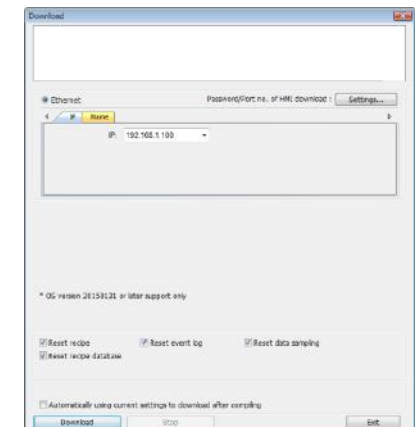 Download
Ethernet
Password/Port no. of HMI download :
Settings...
IP
Name
IP:
192.168.1.100
* OS version 20151121 or later support only
Reset recipe
Reset event log
Reset data sampling
Reset recipe database
Automatically using current settings to download after compiling
Download
Stop
Exit